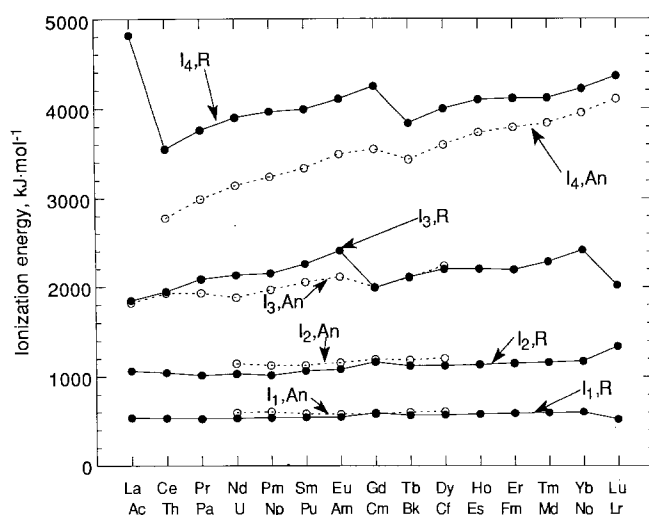 5000
I₄,R
4000
I₄,An
3000
I₃,R
2000
I₃,An
I₂,An
I₂,R
1000
I₁,An
I₁,R
0
Ionization energy, kJ·mol⁻¹
La Ce Pr Nd Pm Sm Eu Gd Tb Dy Ho Er Tm Yb Lu
Ac Th Pa U Np Pu Am Cm Bk Cf Es Fm Md No Lr